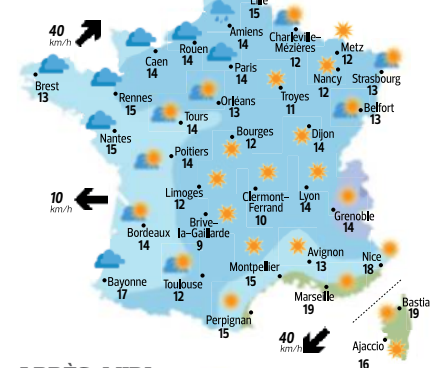 Lille
15
40
km/h
Amiens
14
Charleville-
Mézières
12
Rouen
14
Metz
12
Caen
14
Paris
14
Nancy
12
Strasbourg
13
Brest
13
Rennes
15
Orléans
13
Troyes
11
Belfort
13
Tours
14
Nantes
15
Bourges
12
Dijon
14
Poitiers
14
10
km/h
Limoges
12
Clermont-
Ferrand
10
Lyon
14
Grenoble
14
Bordeaux
14
Brive-
la-Gaillarde
9
Avignon
13
Nice
18
Montpellier
15
Bayonne
17
Toulouse
12
Marseille
19
Bastia
19
Perpignan
15
40
km/h
Ajaccio
16